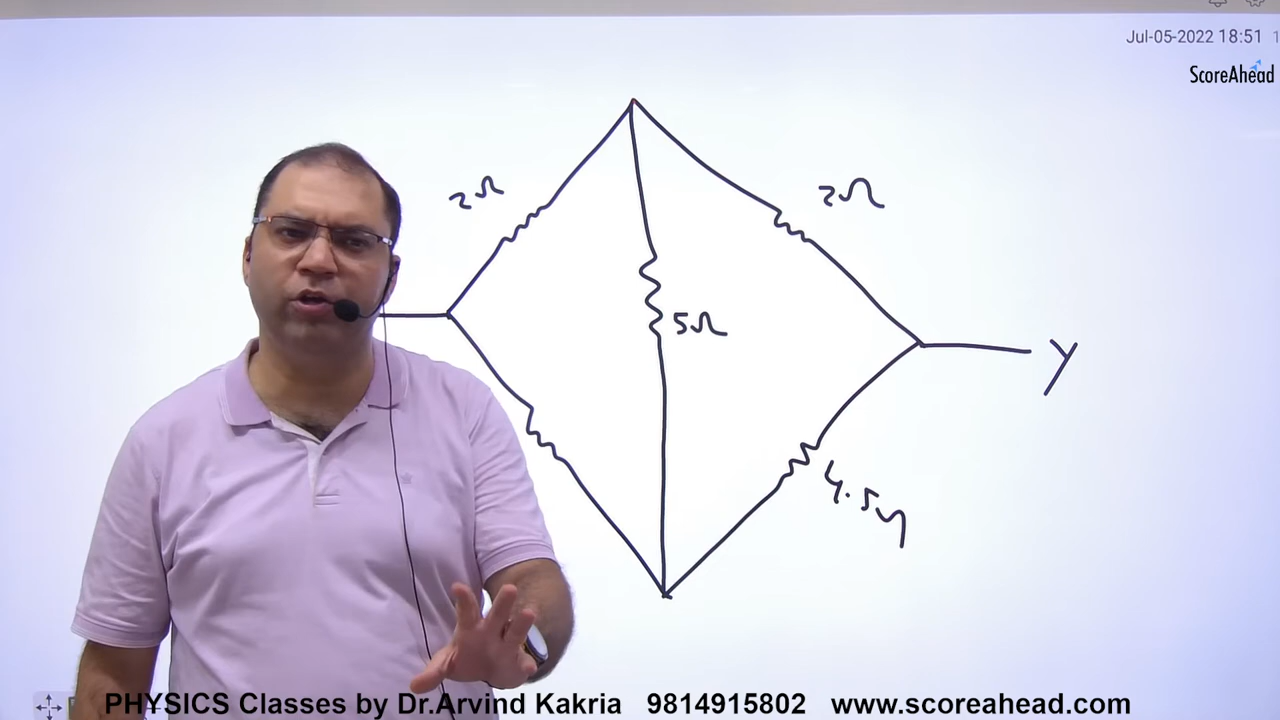 Jul-05-2022 18:51 1
ScoreAhead
2Ω
2Ω
5Ω
Y
4.5Ω
PHYSICS Classes by Dr.Arvind Kakria 9814915802 www.scoreahead.com